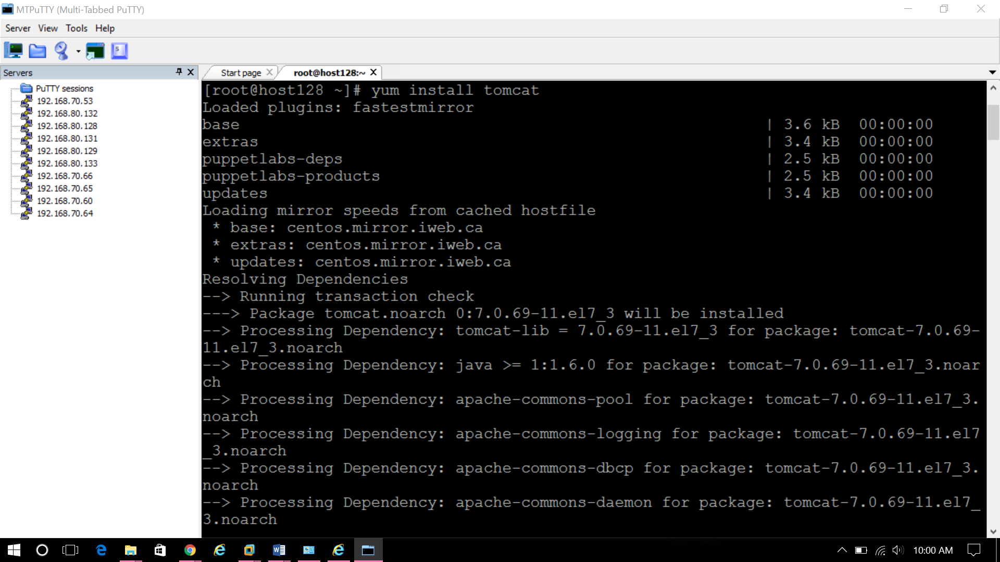 MTPuTTY (Multi-Tabbed PuTTY)
Server View Tools Help
Servers
PuTTY sessions
192.168.70.53
192.168.80.132
192.168.80.128
192.168.80.131
192.168.80.129
192.168.80.133
192.168.70.66
192.168.70.65
192.168.70.60
192.168.70.64
Start page root@host128:~
[root@host128 ~]# yum install tomcat
Loaded plugins: fastestmirror
base | 3.6 kB 00:00:00
extras | 3.4 kB 00:00:00
puppetlabs-deps | 2.5 kB 00:00:00
puppetlabs-products | 2.5 kB 00:00:00
updates | 3.4 kB 00:00:00
Loading mirror speeds from cached hostfile
* base: centos.mirror.iweb.ca
* extras: centos.mirror.iweb.ca
* updates: centos.mirror.iweb.ca
Resolving Dependencies
--> Running transaction check
---> Package tomcat.noarch 0:7.0.69-11.el7_3 will be installed
--> Processing Dependency: tomcat-lib = 7.0.69-11.el7_3 for package: tomcat-7.0.69-
11.el7_3.noarch
--> Processing Dependency: java >= 1:1.6.0 for package: tomcat-7.0.69-11.el7_3.noar
ch
--> Processing Dependency: apache-commons-pool for package: tomcat-7.0.69-11.el7_3.
noarch
--> Processing Dependency: apache-commons-logging for package: tomcat-7.0.69-11.el7
_3.noarch
--> Processing Dependency: apache-commons-dbcp for package: tomcat-7.0.69-11.el7_3.
noarch
--> Processing Dependency: apache-commons-daemon for package: tomcat-7.0.69-11.el7_
3.noarch
10:00 AM